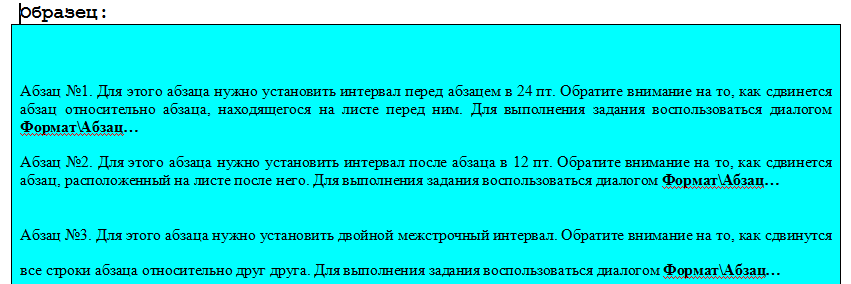 Образец:
Абзац №1. Для этого абзаца нужно установить интервал перед абзацем в 24 пт. Обратите внимание на то, как сдвинется
абзац относительно абзаца, находящегося на листе перед ним. Для выполнения задания воспользоваться диалогом
Формат\Абзац…
Абзац №2. Для этого абзаца нужно установить интервал после абзаца в 12 пт. Обратите внимание на то, как сдвинется
абзац, расположенный на листе после него. Для выполнения задания воспользоваться диалогом Формат\Абзац…
Абзац №3. Для этого абзаца нужно установить двойной межстрочный интервал. Обратите внимание на то, как сдвинутся
все строки абзаца относительно друг друга. Для выполнения задания воспользоваться диалогом Формат\Абзац…